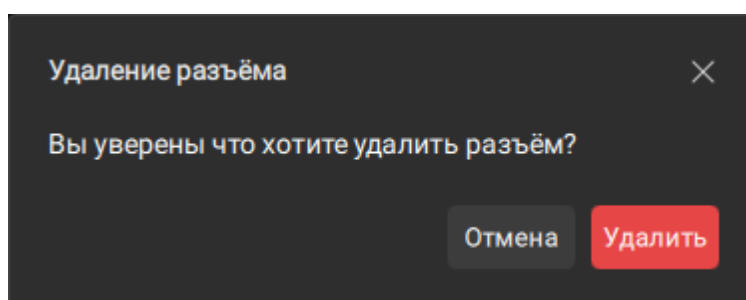 Удаление разъёма
Вы уверены что хотите удалить разъём?
Отмена Удалить